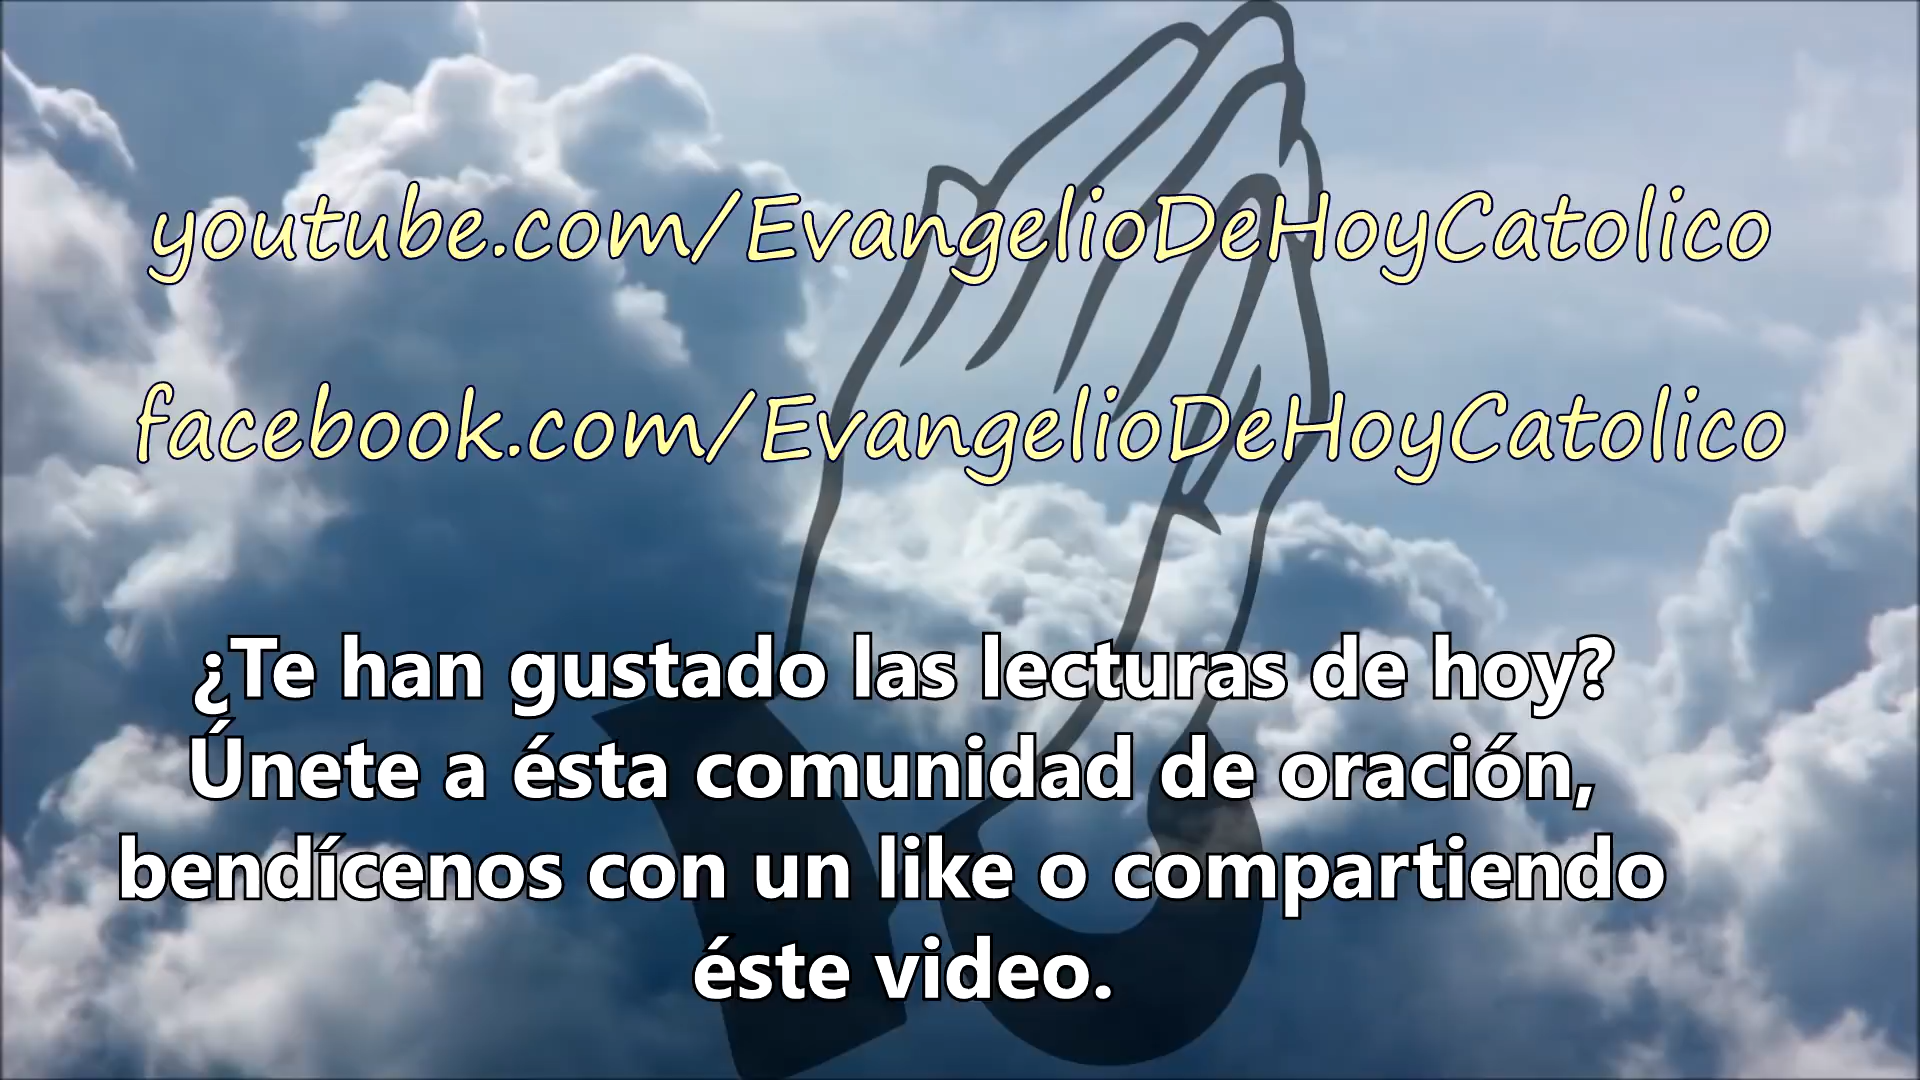 youtube.com/EvangelioDeHoyCatolico
facebook.com/EvangelioDeHoyCatolico
¿Te han gustado las lecturas de hoy?
Únete a ésta comunidad de oración,
bendícenos con un like o compartiendo
éste video.